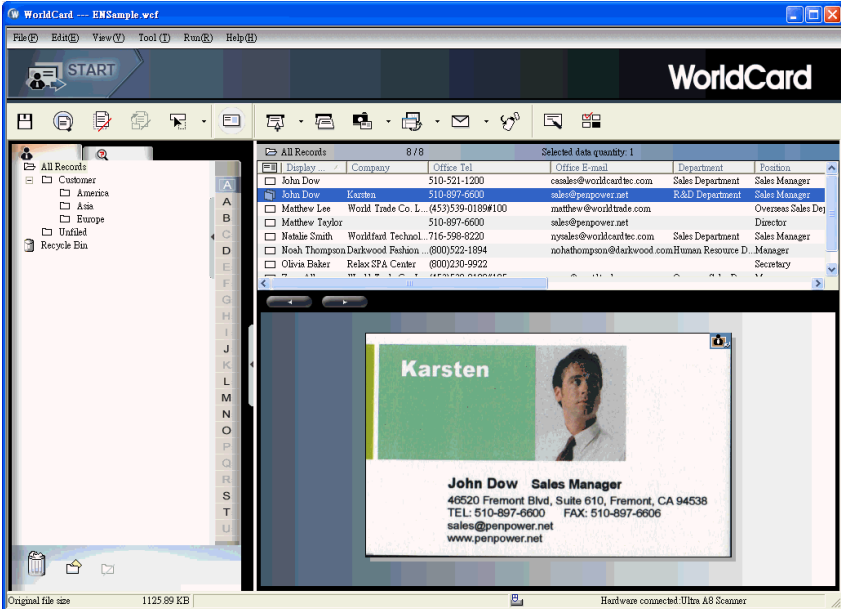 WorldCard --- ENSample.wcf
File(F) Edit(E) View(V) Tool (T) Run(R) Help(H)
START
WorldCard
All Records 8/8 Selected data quantity: 1
Display ... Company Office Tel Office E-mail Department Position
John Dow 510-521-1200 casales@worldcardtec.com Sales Department Sales Manager
John Dow Karsten 510-897-6600 sales@penpower.net R&D Department Sales Manager
Matthew Lee World Trade Co. L... (453)539-0189#100 matthew@worldtrade.com Overseas Sales Dep
Matthew Taylor 510-897-6600 sales@penpower.net Director
Natalie Smith Worldfard Technol... 716-598-8220 nysales@worldcardtec.com Sales Department Sales Manager
Noah Thompson Darkwood Fashion ... (800)522-1894 nohathompson@darkwood.com Human Resource D... Manager
Olivia Baker Relax SPA Center (800)230-9922 Secretary
All Records
Customer
America
Asia
Europe
Unfiled
Recycle Bin
A
A
B
C
D
E
F
G
H
I
J
K
L
M
N
O
P
Q
R
S
T
U
Karsten
John Dow Sales Manager
46520 Fremont Blvd, Suite 610, Fremont, CA 94538
TEL: 510-897-6600 FAX: 510-897-6606
sales@penpower.net
www.penpower.net
Original file size 1125.89 KB Hardware connected:Ultra A8 Scanner